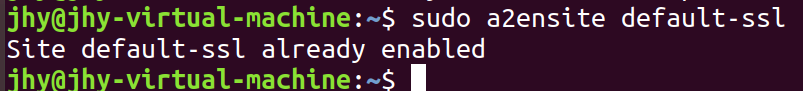 jhy@jhy-virtual-machine:~$ sudo a2ensite default-ssl
Site default-ssl already enabled
jhy@jhy-virtual-machine:~$